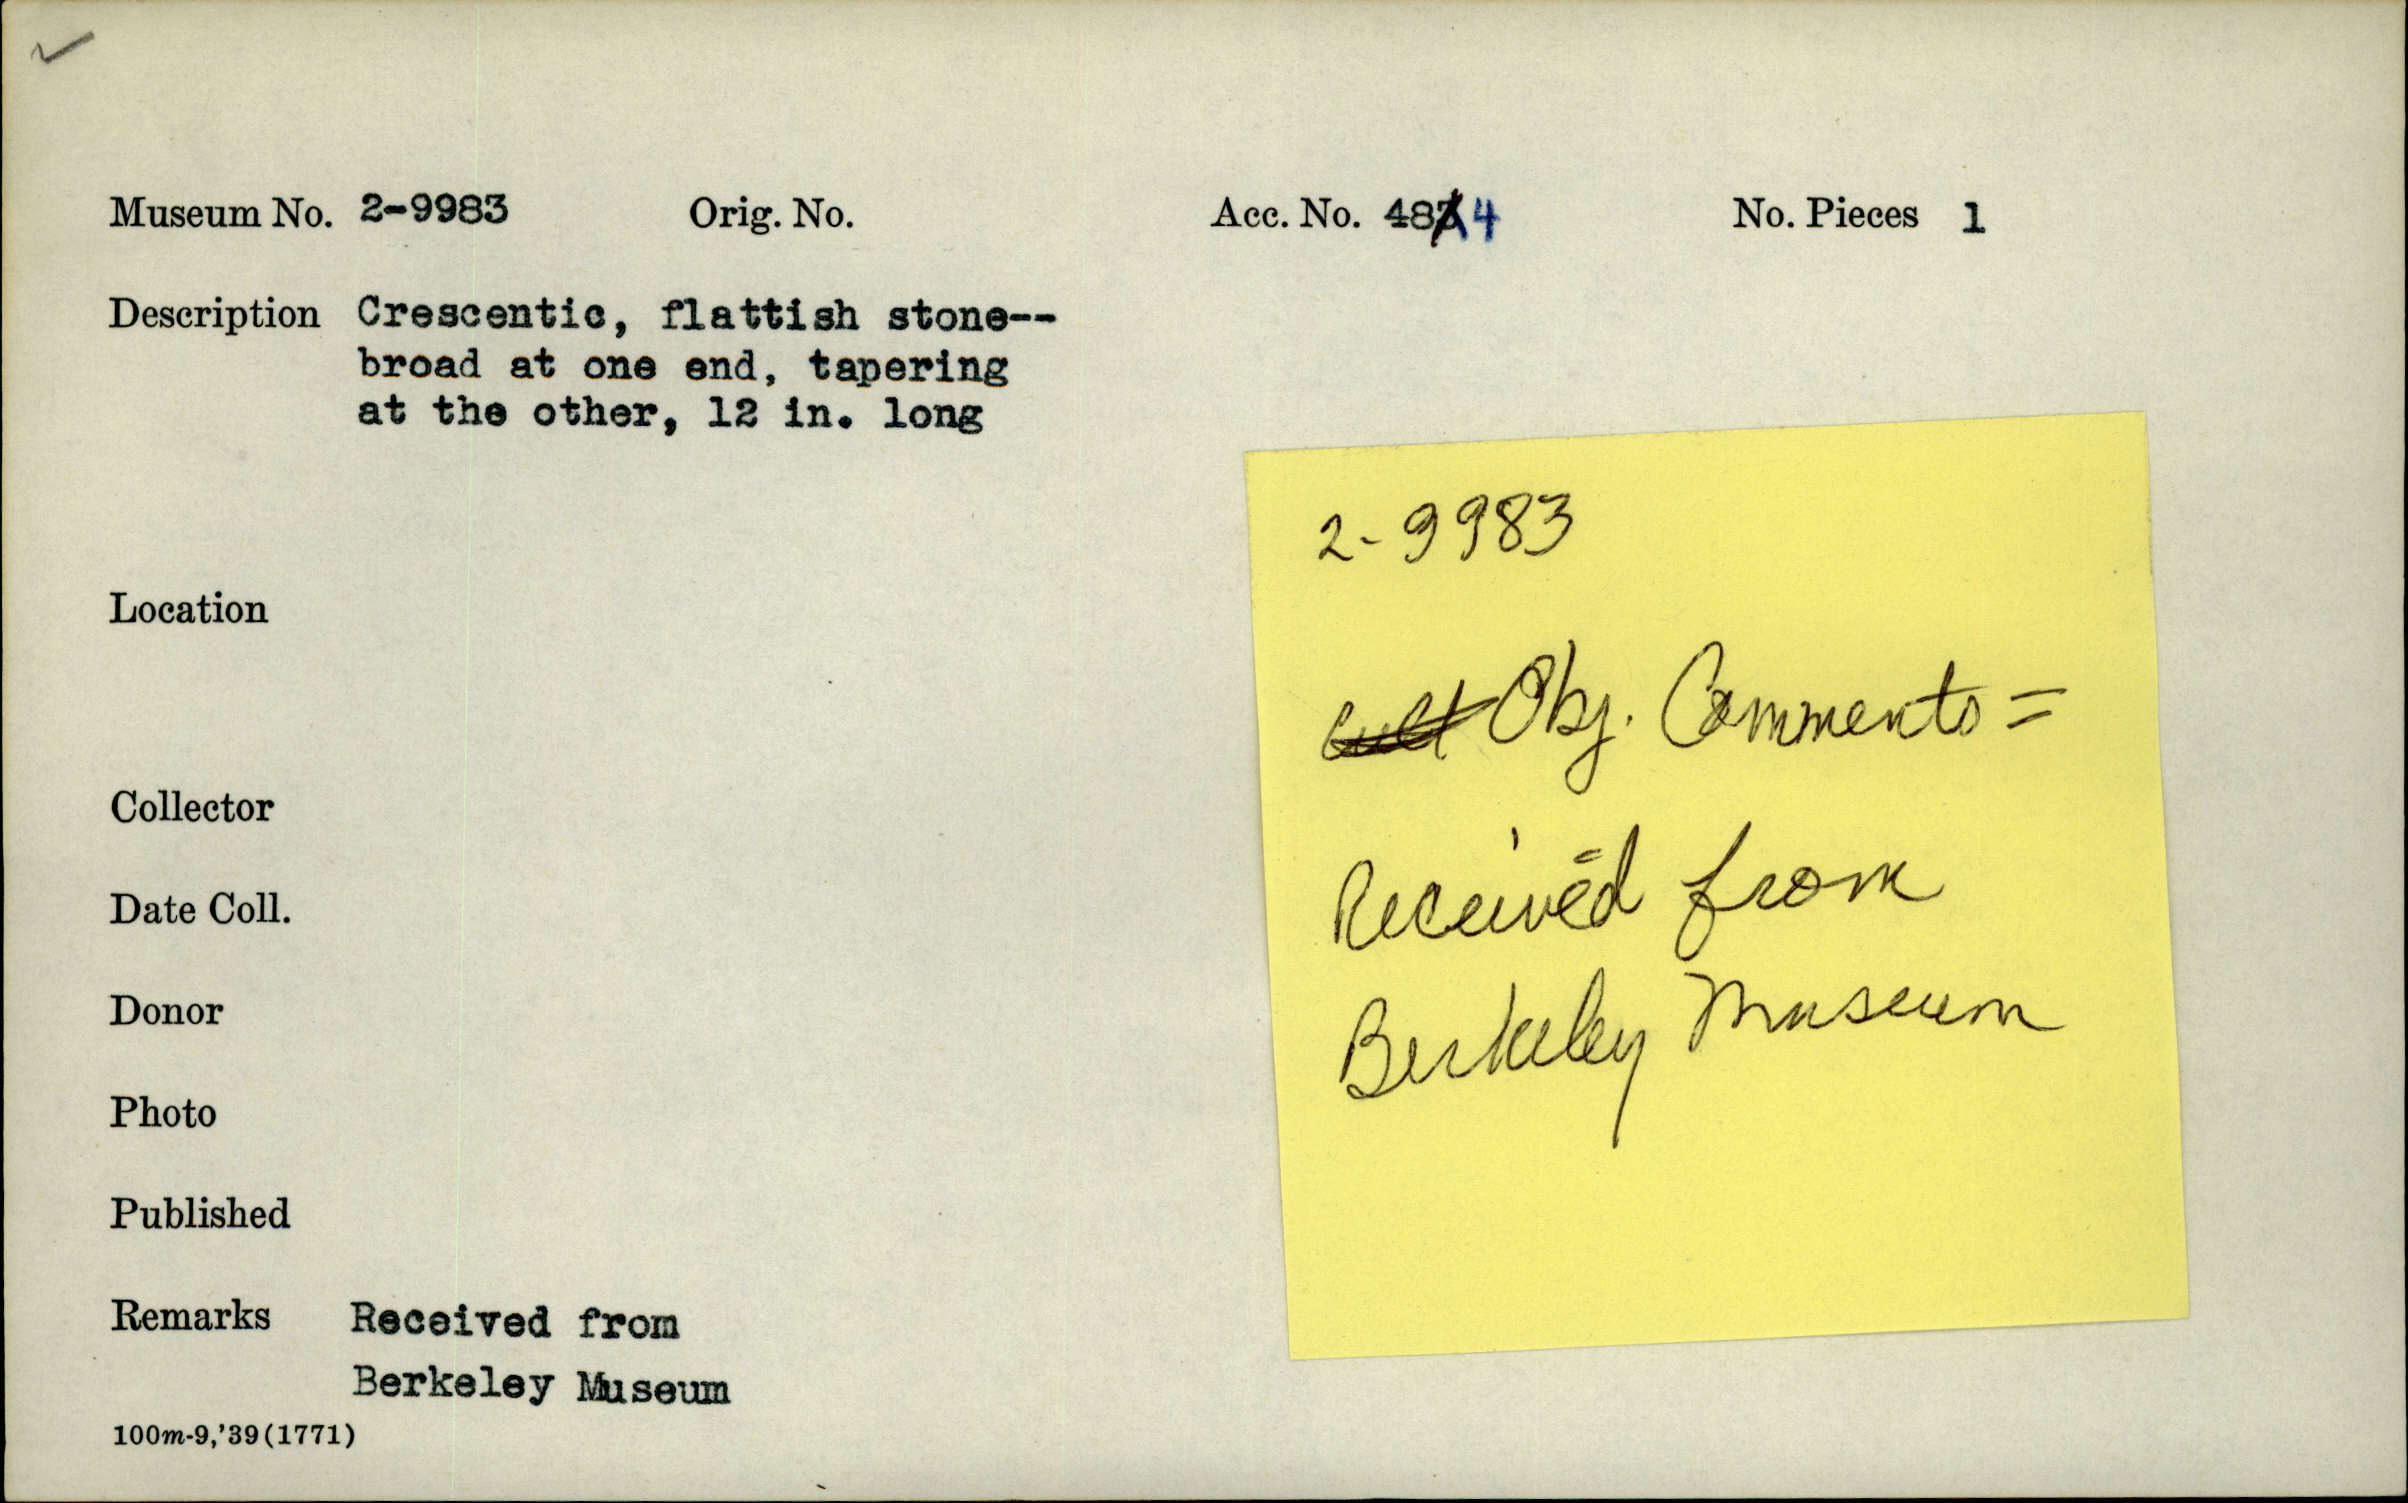 Museum No. 2-9983 Orig. No. Acc. No. 484 No. Pieces 1
Description Crescentic, flattish stone--
broad at one end, tapering
at the other, 12 in. long
Location
Collector
Date Coll.
Donor
Photo
Published
Remarks Received from
Berkeley Museum
100m-9,'39(1771)
2-9983
Obj. Comments=
Received from
Berkeley Museum